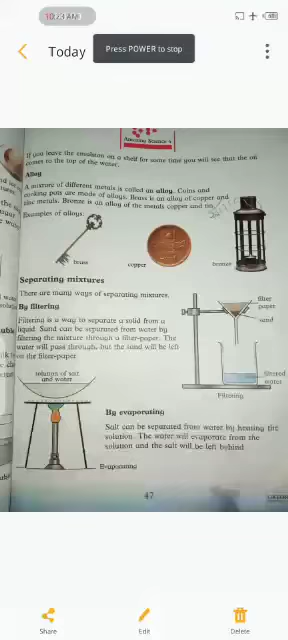 10:23 AM
Today
Press POWER to stop
Amazing Science 4
If you leave the emulsion on a shelf for some time you will see that the oil
comes to the top of the water.
Alloy
A mixture of different metals is called an alloy. Coins and
cooking pots are made of alloys. Brass is an alloy of copper and
zinc metals. Bronze is an alloy of the metals copper and tin.
Examples of alloys:
brass
copper
bronze
Separating mixtures
There are many ways of separating mixtures.
By filtering
Filtering is a way to separate a solid from a
liquid. Sand can be separated from water by
filtering the mixture through a filter-paper. The
water will pass through, but the sand will be left
on the filter-paper
filter
paper
sand
filtered
water
Filtering
solution of salt
and water
By evaporating
Salt can be separated from water by heating the
solution. The water will evaporate from the
solution and the salt will be left behind
Evaporating
47
Share
Edit
Delete